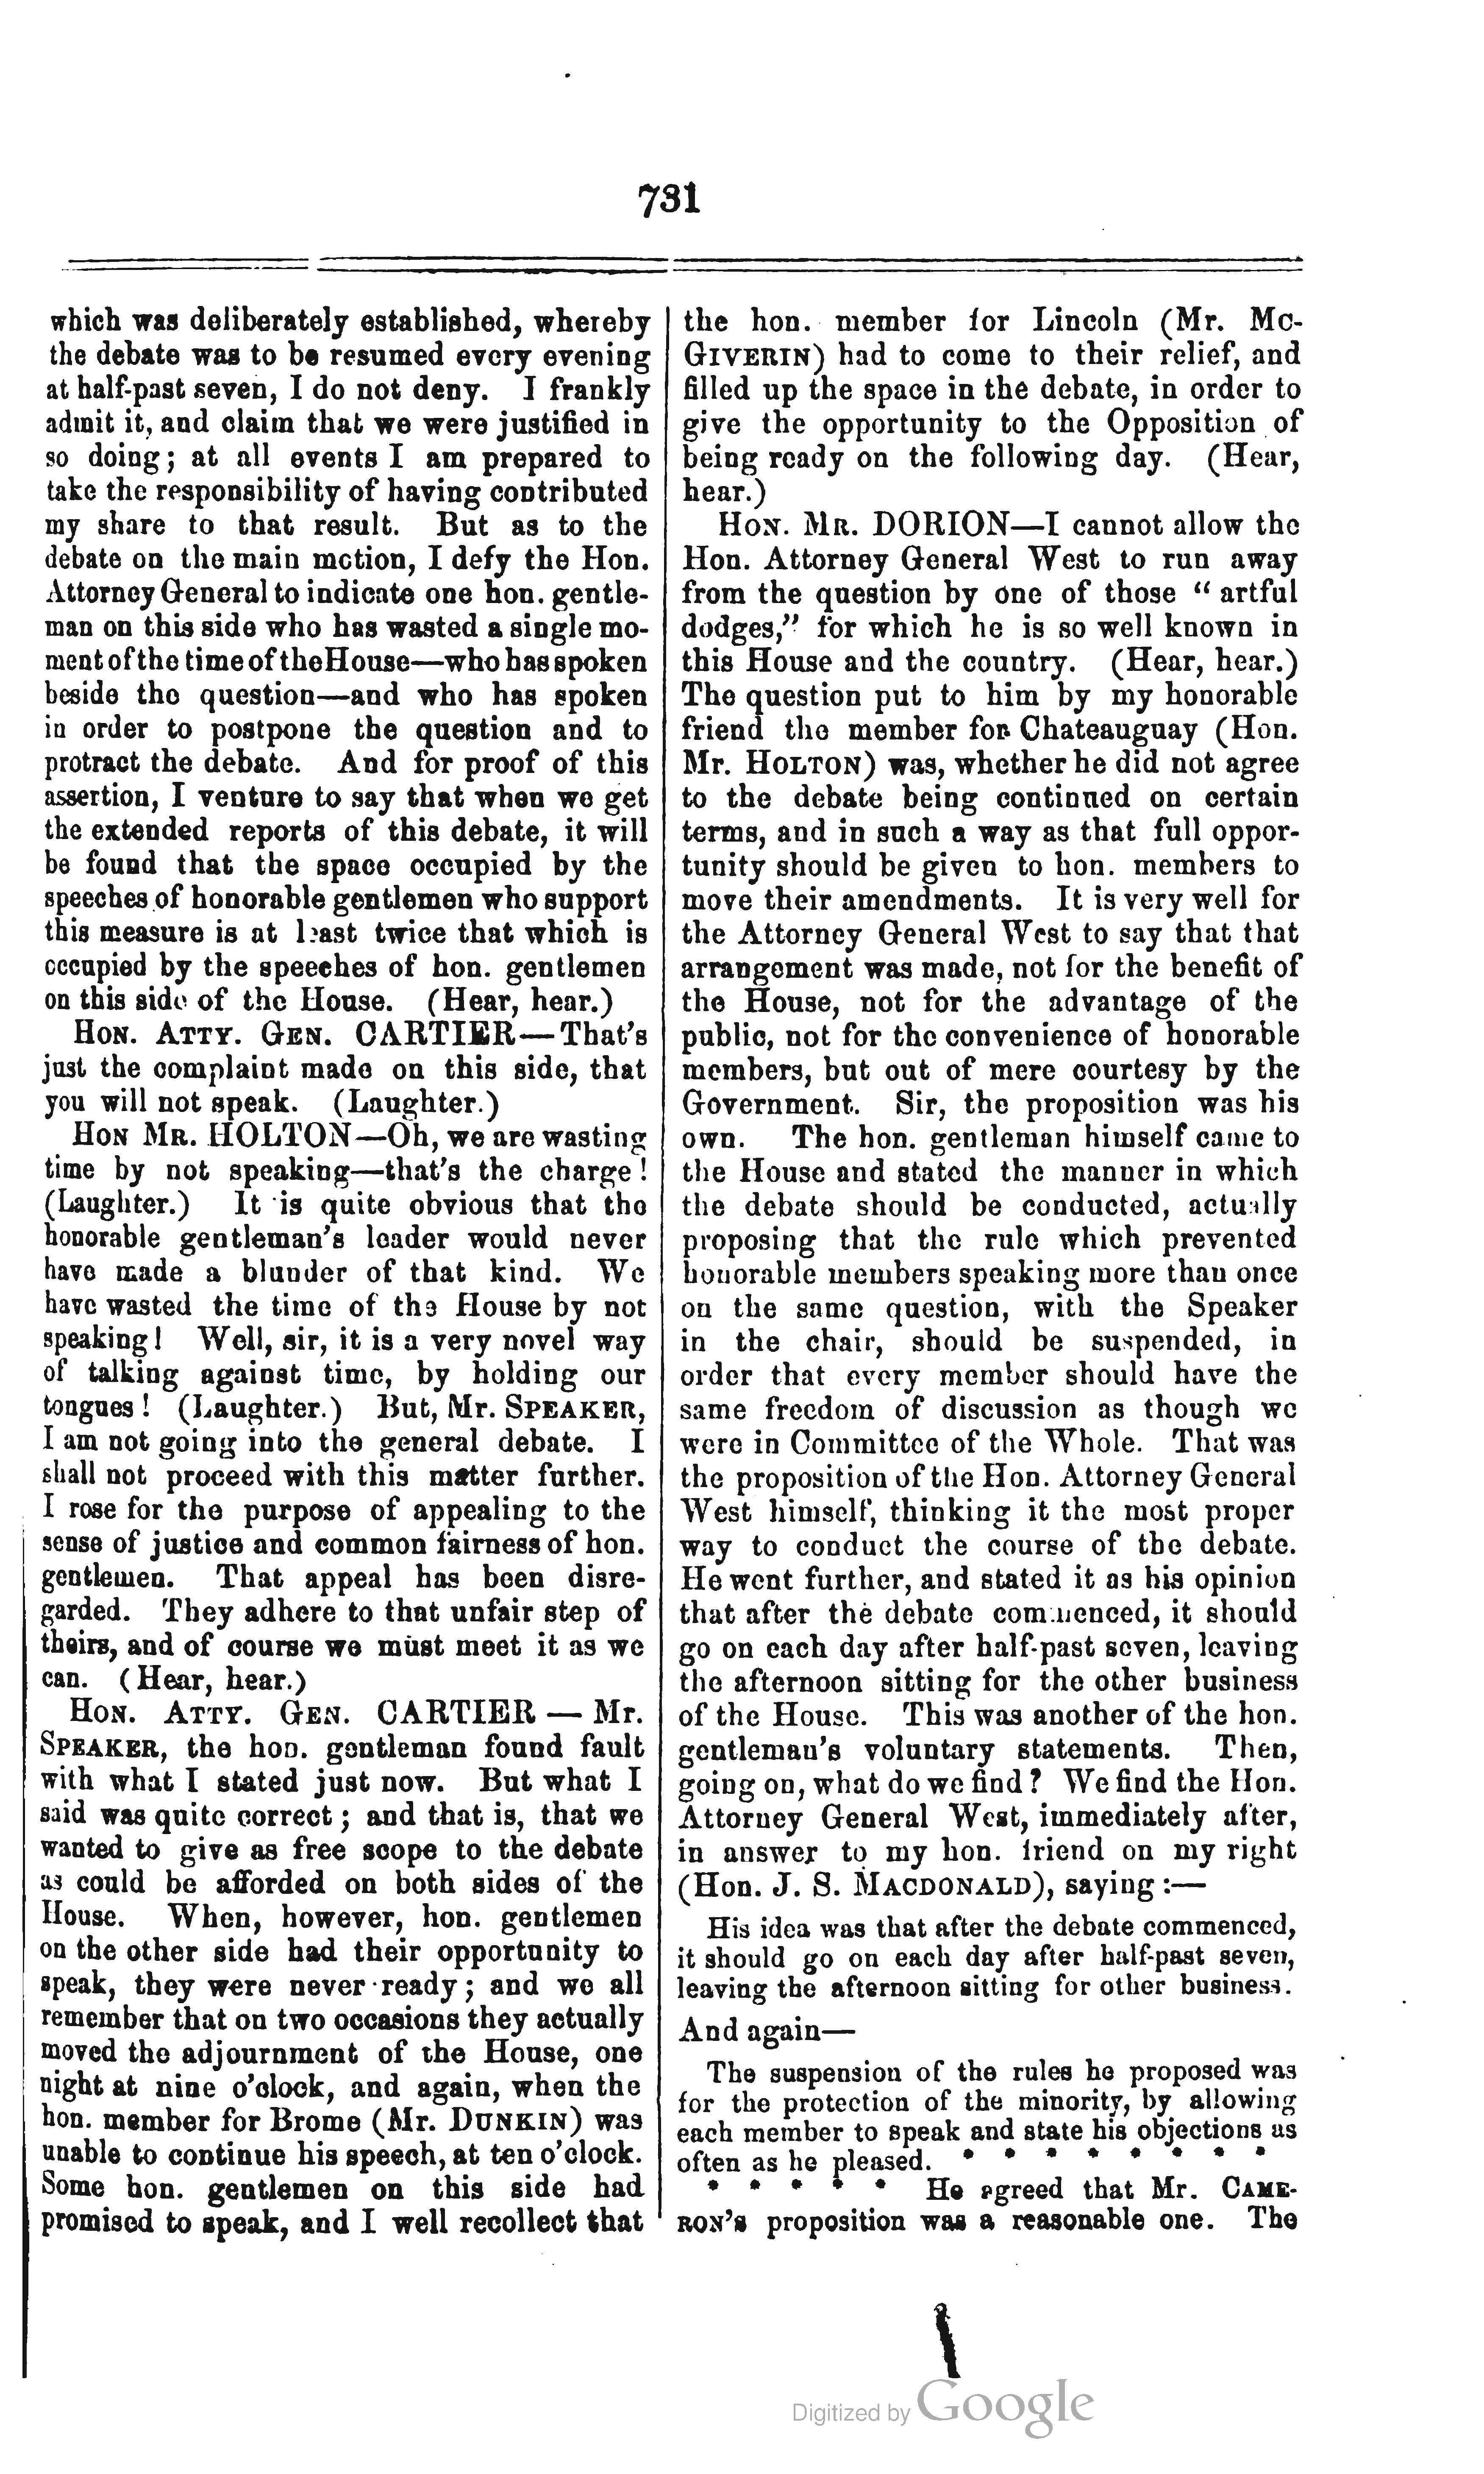 731
which was deliberately established, whereby
the debate was to be resumed every evening
at half-past seven, I do not deny. I frankly
admit it, and claim that we were justified in
so doing; at all events I am prepared to
take the responsibility of having contributed
my share to that result. But as to the
debate on the main motion, I defy the Hon.
Attorney General to indicate one hon. gentle-
man on this side who has wasted a single mo-
ment of the time of the House—who has spoken
beside the question—and who has spoken
in order to postpone the question and to
protract the debate. And for proof of this
assertion, I venture to say that when we get
the extended reports of this debate, it will
be found that the space occupied by the
speeches of honorable gentlemen who support
this measure is at least twice that which is
occupied by the speeches of hon. gentlemen
on this side of the House. (Hear, hear.)
HON. ATTY. GEN. CARTIER—That's
just the complaint made on this side, that
you will not speak. (Laughter.)
HON MR. HOLTON—Oh, we are wasting
time by not speaking—that's the charge!
(Laughter.) It is quite obvious that the
honorable gentleman's leader would never
have made a blunder of that kind. We
have wasted the time of the House by not
speaking! Well, sir, it is a very novel way
of talking against time, by holding our
tongues! (Laughter.) But, Mr. SPEAKER,
I am not going into the general debate. I
shall not proceed with this matter further.
I rose for the purpose of appealing to the
sense of justice and common fairness of hon.
gentlemen. That appeal has been disre-
garded. They adhere to that unfair step of
theirs, and of course we must meet it as we
can. (Hear, hear.)
HON. ATTY. GEN. CARTIER — Mr.
SPEAKER, the hon. gentleman found fault
with what I stated just now. But what I
said was quite correct; and that is, that we
wanted to give as free scope to the debate
as could be afforded on both sides of the
House. When, however, hon. gentlemen
on the other side had their opportunity to
speak, they were never ready; and we all
remember that on two occasions they actually
moved the adjournment of the House, one
night at nine o'clock, and again, when the
hon. member for Brome (Mr. DUNKIN) was
unable to continue his speech, at ten o'clock.
Some hon. gentlemen on this side had
promised to speak, and I well recollect that
the hon. member for Lincoln (Mr. MC-
GIVERIN) had to come to their relief, and
filled up the space in the debate, in order to
give the opportunity to the Opposition of
being ready on the following day. (Hear,
hear.)
HON. MR. DORION—I cannot allow the
Hon. Attorney General West to run away
from the question by one of those "artful
dodges," for which he is so well known in
this House and the country. (Hear, hear.)
The question put to him by my honorable
friend the member for Chateauguay (Hon.
Mr. HOLTON) was, whether he did not agree
to the debate being continued on certain
terms, and in such a way as that full oppor-
tunity should be given to hon. members to
move their amendments. It is very well for
the Attorney General West to say that that
arrangement was made, not for the benefit of
the House, not for the advantage of the
public, not for the convenience of honorable
members, but out of mere courtesy by the
Government. Sir, the proposition was his
own. The hon. gentleman himself came to
the House and stated the manner in which
the debate should be conducted, actually
proposing that the rule which prevented
honorable members speaking more than once
on the same question, with the Speaker
in the chair, should be suspended, in
order that every member should have the
same freedom of discussion as though we
were in Committee of the Whole. That was
the proposition of the Hon. Attorney General
West himself, thinking it the most proper
way to conduct the course of the debate.
He went further, and stated it as his opinion
that after the debate commenced, it should
go on each day after half-past seven, leaving
the afternoon sitting for the other business
of the House. This was another of the hon.
gentleman's voluntary statements. Then,
going on, what do we find? We find the Hon.
Attorney General West, immediately after,
in answer to my hon. friend on my right
(Hon. J. S. MACDONALD), saying:—
His idea was that after the debate commenced,
it should go on each day after half-past seven,
leaving the afternoon sitting for other business.
And again—
The suspension of the rules he proposed was
for the protection of the minority, by allowing
each member to speak and state his objections as
often as he pleased. * * * * * * * *
* * * * * He agreed that Mr. CAME-
RON'S proposition was a reasonable one. The
Digitized by Google